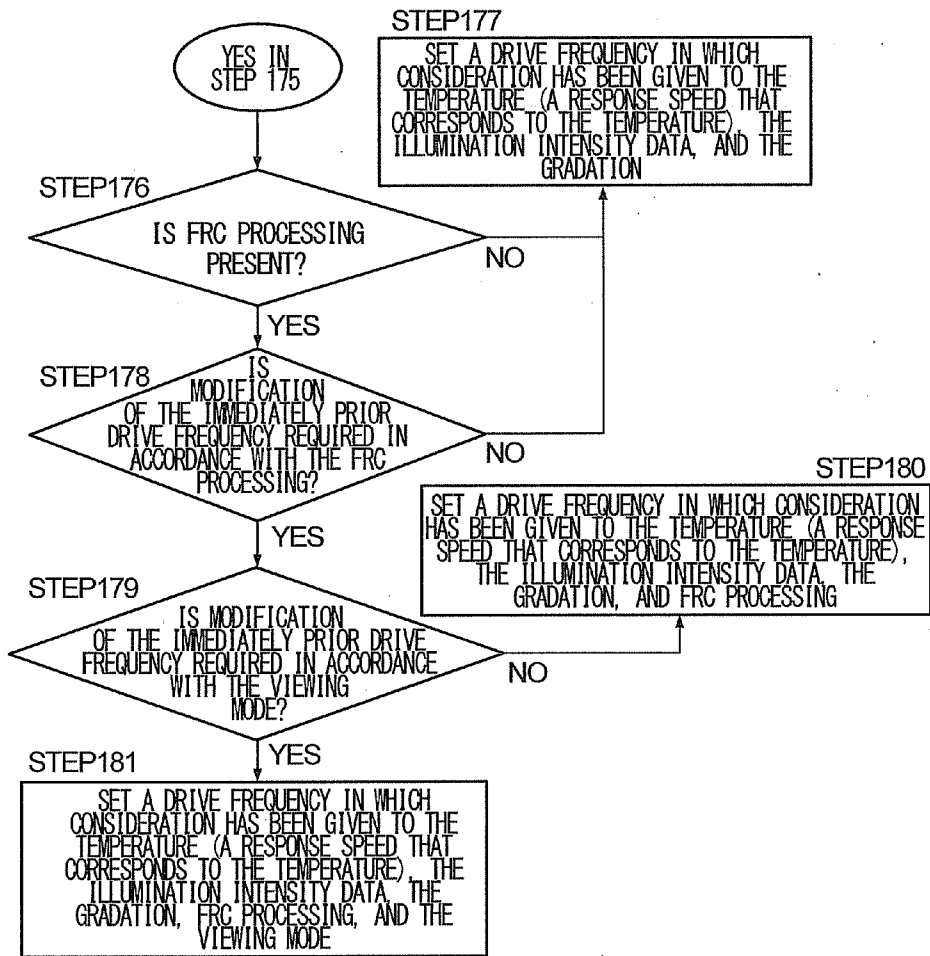 YES IN
STEP 175
STEP177
SET A DRIVE FREQUENCY IN WHICH
CONSIDERATION HAS BEEN GIVEN TO THE
TEMPERATURE (A RESPONSE SPEED THAT
CORRESPONDS TO THE TEMPERATURE), THE
ILLUMINATION INTENSITY DATA, AND THE
GRADATION
STEP176
IS FRC PROCESSING
PRESENT?
NO
YES
STEP178
IS
MODIFICATION
OF THE IMMEDIATELY PRIOR
DRIVE FREQUENCY REQUIRED IN
ACCORDANCE WITH THE FRC
PROCESSING?
NO
YES
STEP180
SET A DRIVE FREQUENCY IN WHICH CONSIDERATION
HAS BEEN GIVEN TO THE TEMPERATURE (A RESPONSE
SPEED THAT CORRESPONDS TO THE TEMPERATURE),
THE ILLUMINATION INTENSITY DATA, THE
GRADATION, AND FRC PROCESSING
STEP179
IS MODIFICATION
OF THE IMMEDIATELY PRIOR DRIVE
FREQUENCY REQUIRED IN ACCORDANCE
WITH THE VIEWING
MODE?
NO
YES
STEP181
SET A DRIVE FREQUENCY IN WHICH
CONSIDERATION HAS BEEN GIVEN TO THE
TEMPERATURE (A RESPONSE SPEED THAT
CORRESPONDS TO THE TEMPERATURE), THE
ILLUMINATION INTENSITY DATA, THE
GRADATION, FRC PROCESSING, AND THE
VIEWING MODE